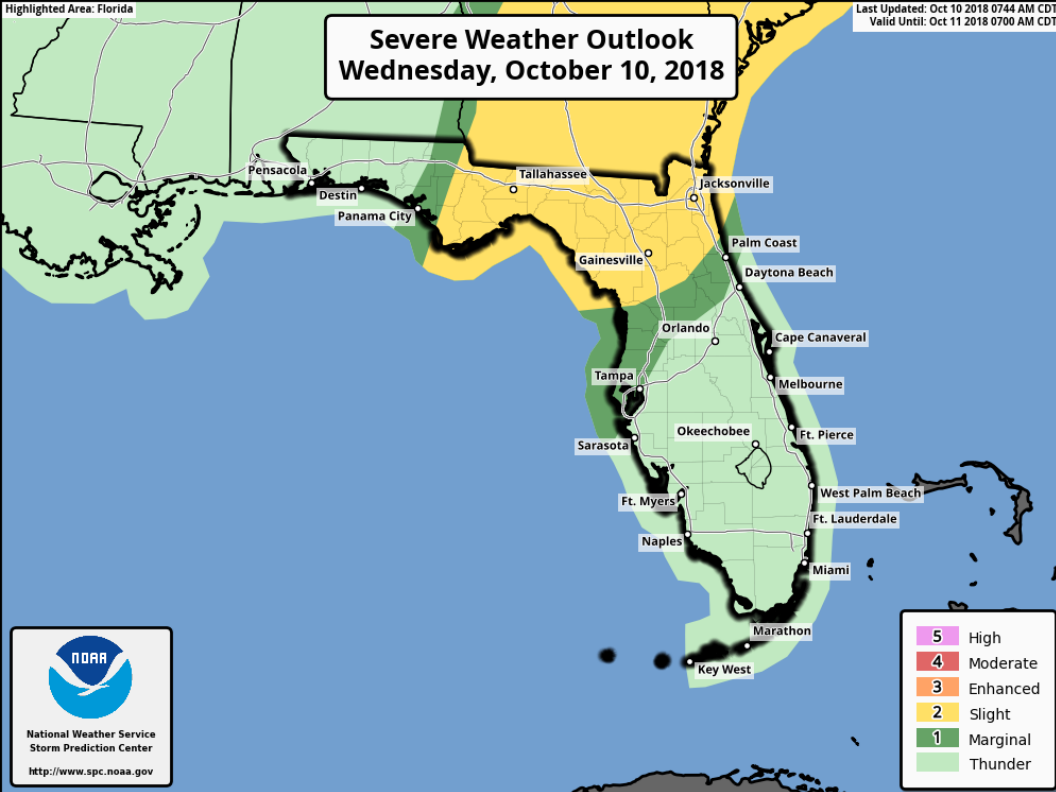 Highlighted Area: Florida
Last Updated: Oct 10 2018 0744 AM CDT
Valid Until: Oct 11 2018 0700 AM CDT
Severe Weather Outlook
Wednesday, October 10, 2018
Pensacola
Tallahassee
Destin
Jacksonville
Panama City
Palm Coast
Gainesville
Daytona Beach
Orlando
Cape Canaveral
Tampa
Melbourne
Okeechobee
Ft. Pierce
Sarasota
West Palm Beach
Ft. Myers
Ft. Lauderdale
Naples
Miami
Marathon
Key West
NOAA
National Weather Service
Storm Prediction Center
http://www.spc.noaa.gov
5 High
4 Moderate
3 Enhanced
2 Slight
1 Marginal
Thunder